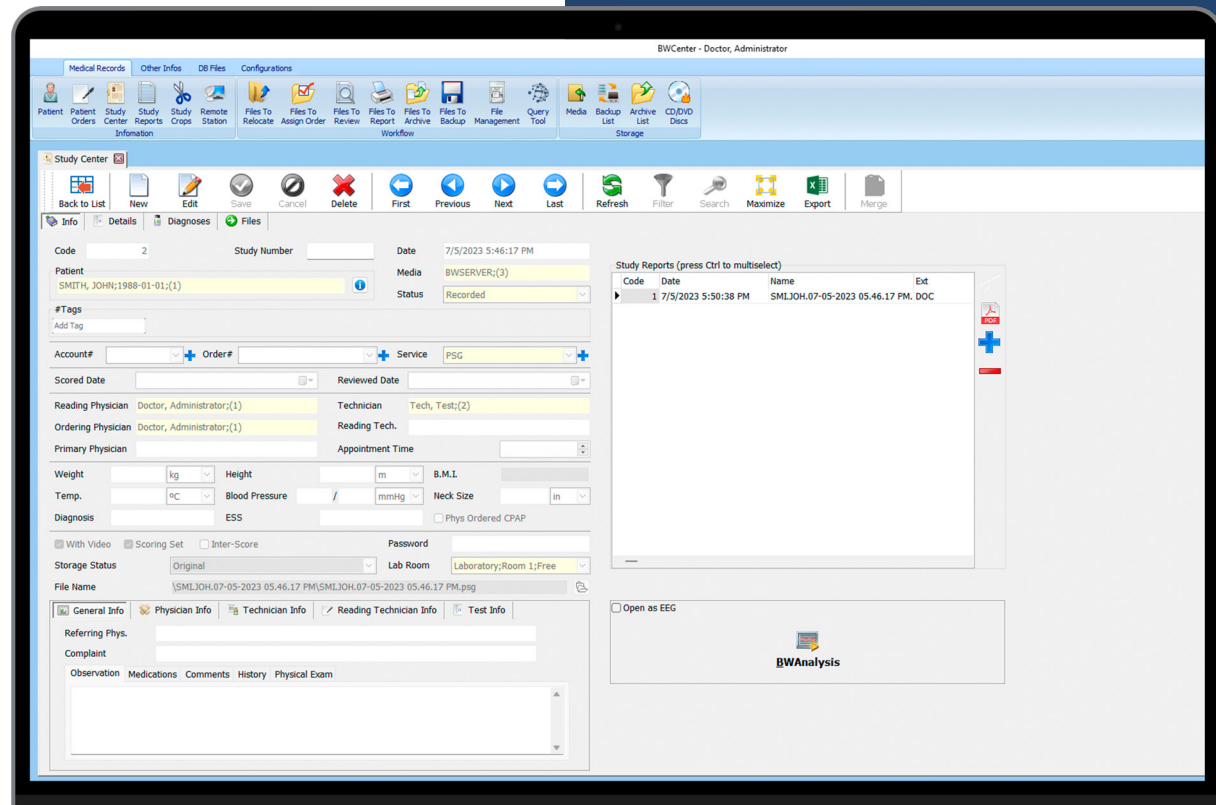 BWCenter - Doctor, Administrator
Medical Records Other Infos DB Files Configurations
Patient Patient Orders Study Center Study Reports Study Crops Remote Station Files To Relocate Files To Assign Order Files To Review Files To Report Files To Archive Files To Backup File Management Query Tool Media Backup List Archive List CD/DVD Discs
Infomation Workflow Storage
Study Center
Back to List New Edit Save Cancel Delete First Previous Next Last Refresh Filter Search Maximize Export Merge
Info Details Diagnoses Files
Code 2 Study Number Date 7/5/2023 5:46:17 PM
Patient
SMITH, JOHN;1988-01-01;(1)
Media BWSERVER;(3)
Status Recorded
#Tags
Add Tag
Account# Order# Service PSG
Scored Date Reviewed Date
Reading Physician Doctor, Administrator;(1) Technician Tech, Test;(2)
Ordering Physician Doctor, Administrator;(1) Reading Tech.
Primary Physician Appointment Time
Weight kg Height m B.M.I.
Temp. ºC Blood Pressure / mmHg Neck Size in
Diagnosis ESS Phys Ordered CPAP
With Video Scoring Set Inter-Score Password
Storage Status Original Lab Room Laboratory;Room 1;Free
File Name \SMI.JOH.07-05-2023 05.46.17 PM\SMI.JOH.07-05-2023 05.46.17 PM.psg
General Info Physician Info Technician Info Reading Technician Info Test Info
Referring Phys.
Complaint
Observation Medications Comments History Physical Exam
Study Reports (press Ctrl to multiselect)
Code Date Name Ext
1 7/5/2023 5:50:38 PM SMI.JOH.07-05-2023 05.46.17 PM. DOC
PDF
Open as EEG
BWAnalysis